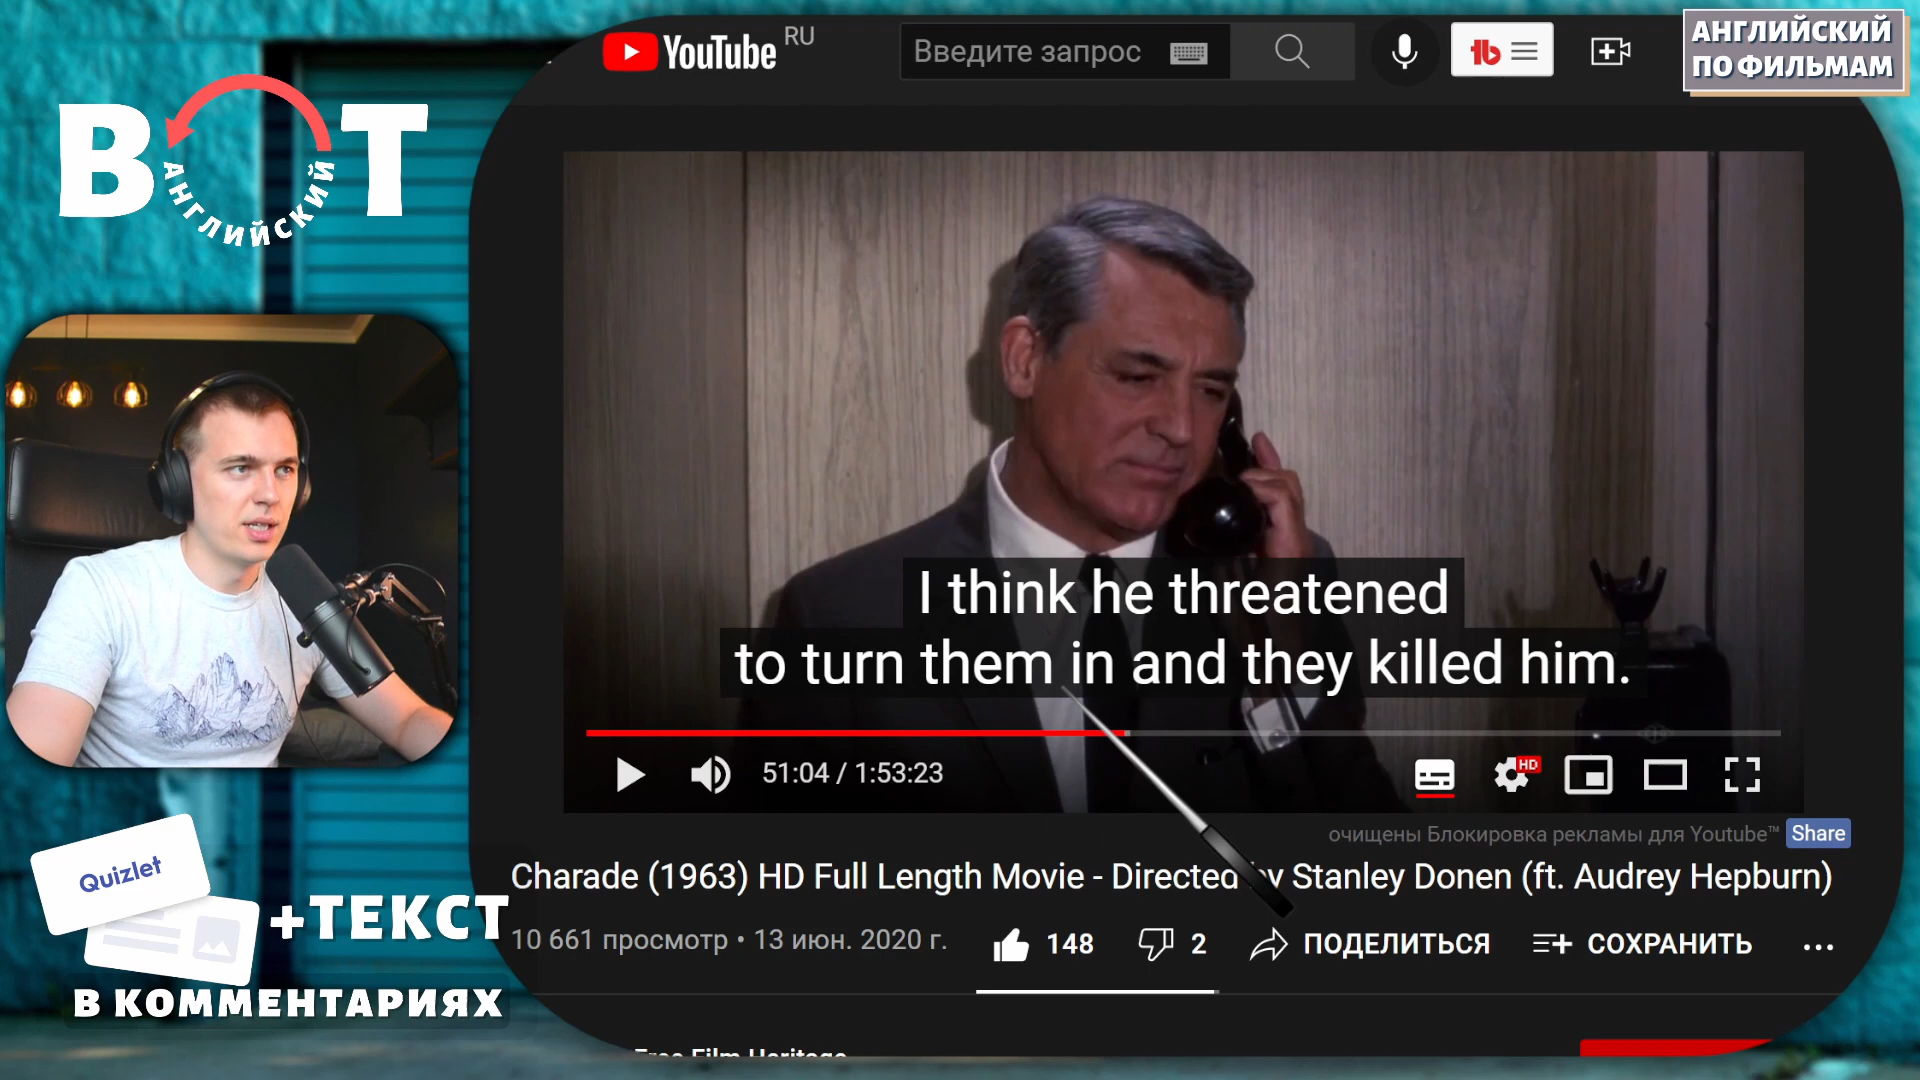 YouTube RU
Введите запрос
АНГЛИЙСКИЙ
ПО ФИЛЬМАМ
ВОТ
АНГЛИЙСКИЙ
I think he threatened
to turn them in and they killed him.
51:04 / 1:53:23
HD
очищены Блокировка рекламы для Youtube™ Share
Charade (1963) HD Full Length Movie - Directed by Stanley Donen (ft. Audrey Hepburn)
10 661 просмотр • 13 июн. 2020 г.
148
2
ПОДЕЛИТЬСЯ
СОХРАНИТЬ
Quizlet
+ТЕКСТ
В КОММЕНТАРИЯХ
Free Film Heritage